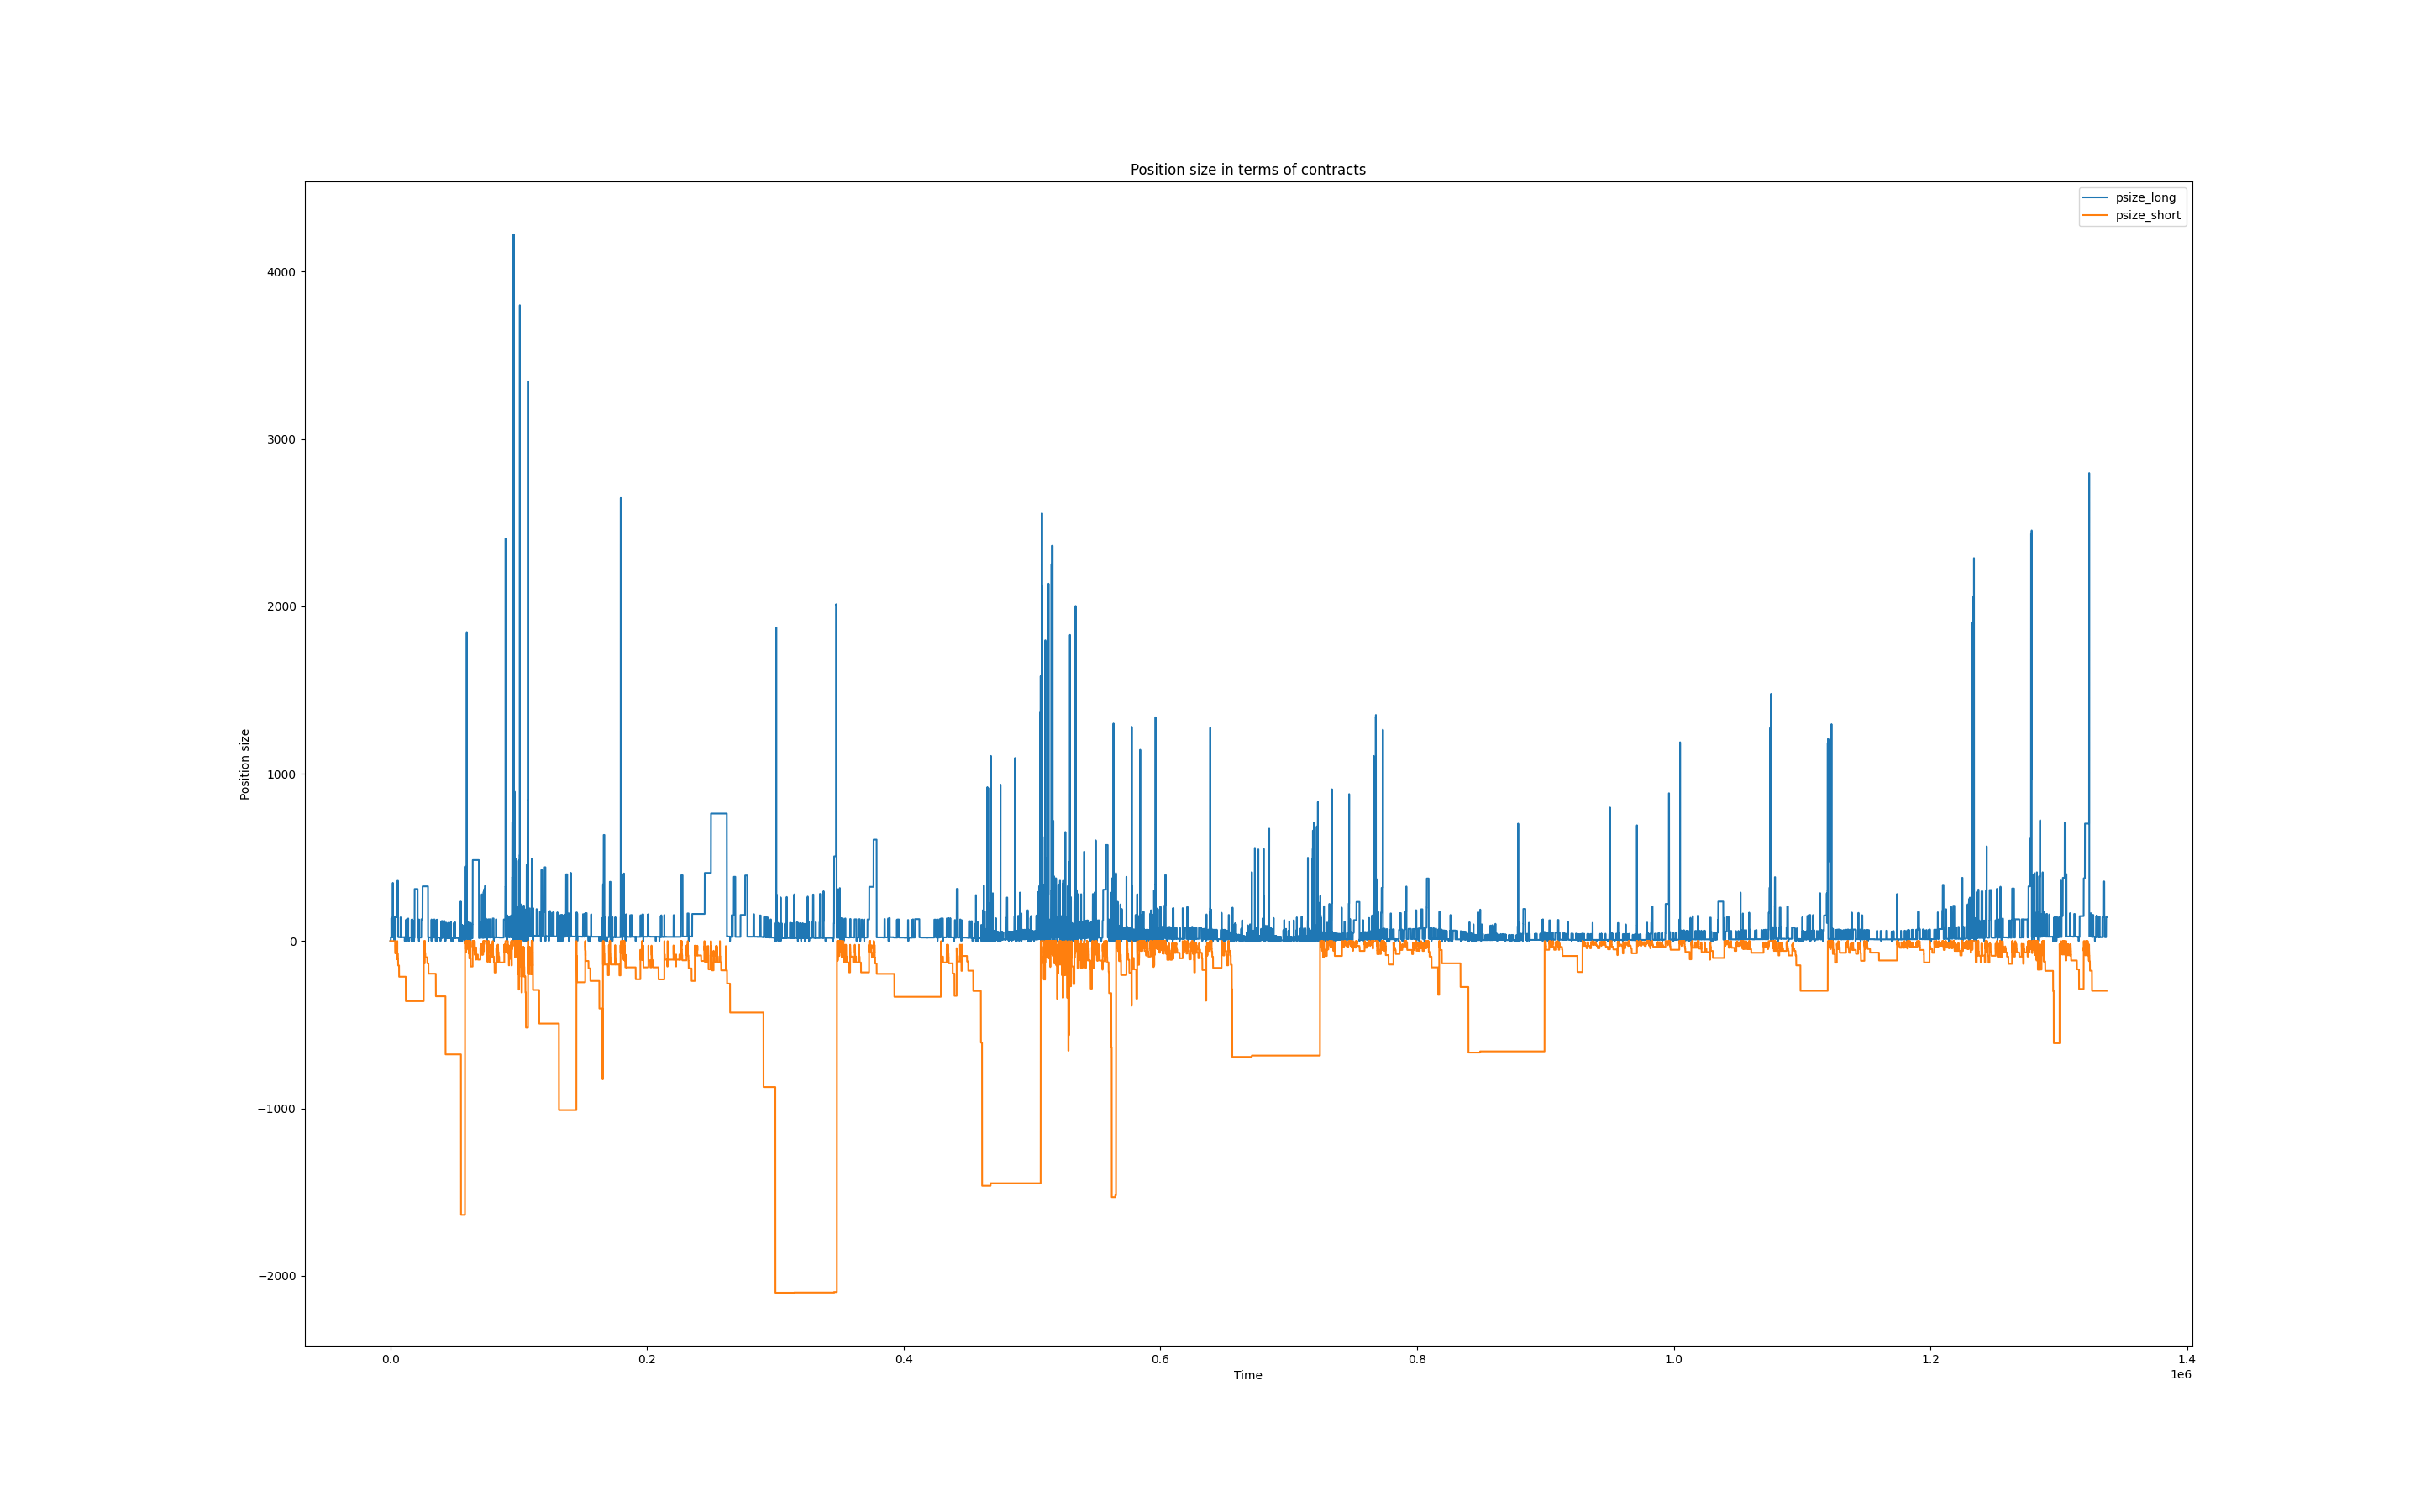 Position size in terms of contracts
psize_long
psize_short
4000
3000
2000
1000
0
−1000
−2000
Position size
0.0
0.2
0.4
0.6
0.8
1.0
1.2
1.4
Time
1e6